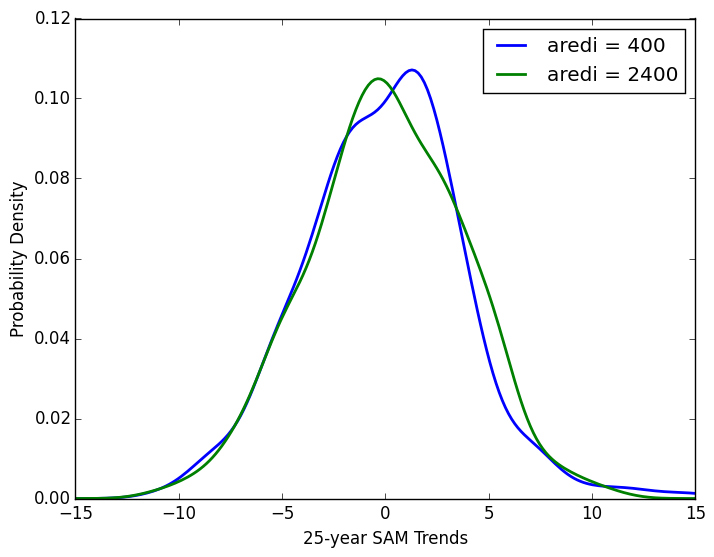 0.12
0.10
0.08
0.06
0.04
0.02
0.00
Probability Density
aredi = 400
aredi = 2400
−15 −10 −5 0 5 10 15
25-year SAM Trends